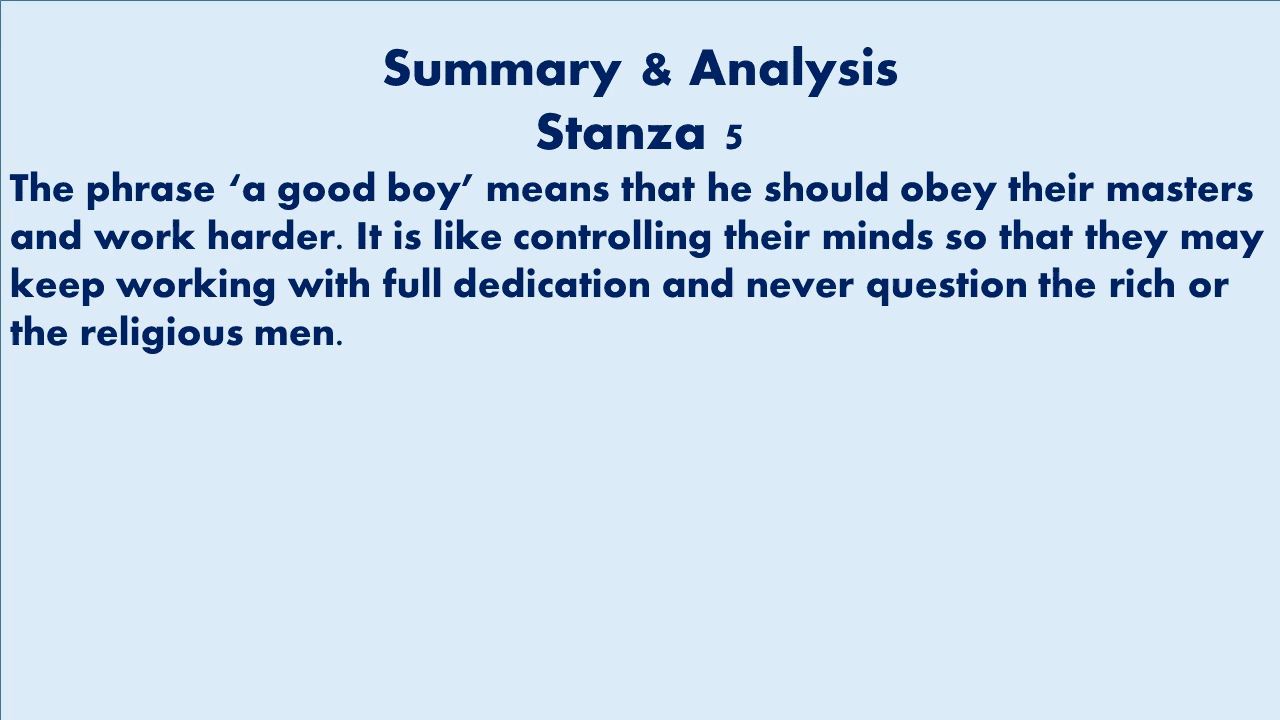 Summary & Analysis
Stanza 5
The phrase ‘a good boy’ means that he should obey their masters
and work harder. It is like controlling their minds so that they may
keep working with full dedication and never question the rich or
the religious men.